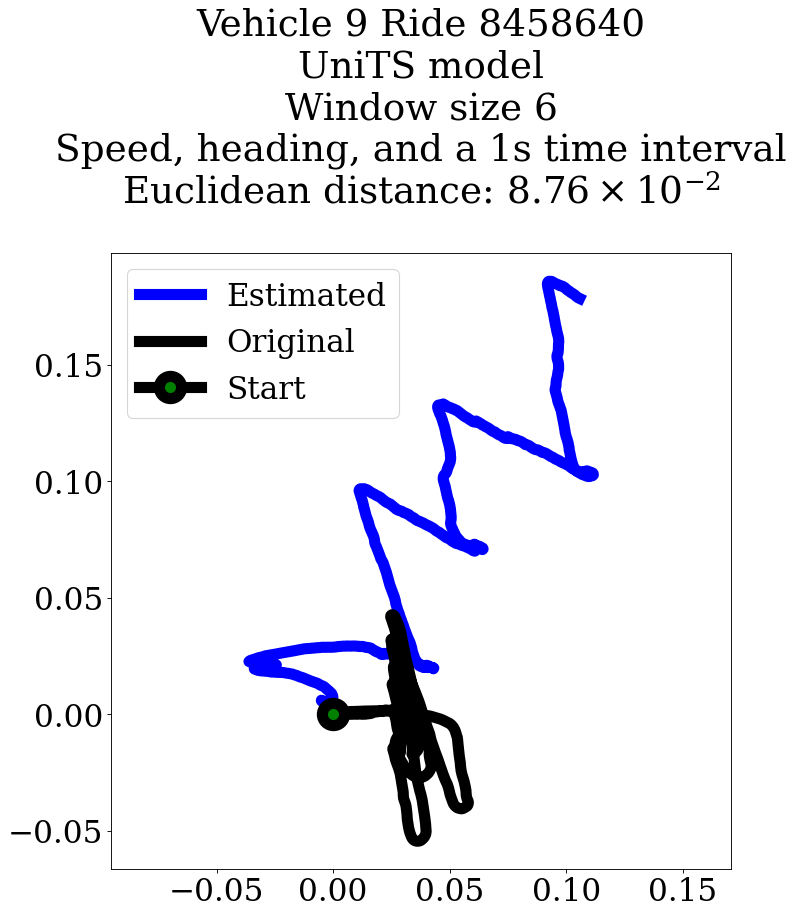 Vehicle 9 Ride 8458640
UniTS model
Window size 6
Speed, heading, and a 1s time interval
Euclidean distance: 8.76 × 10⁻²
Estimated
Original
Start
0.15
0.10
0.05
0.00
−0.05
−0.05 0.00 0.05 0.10 0.15